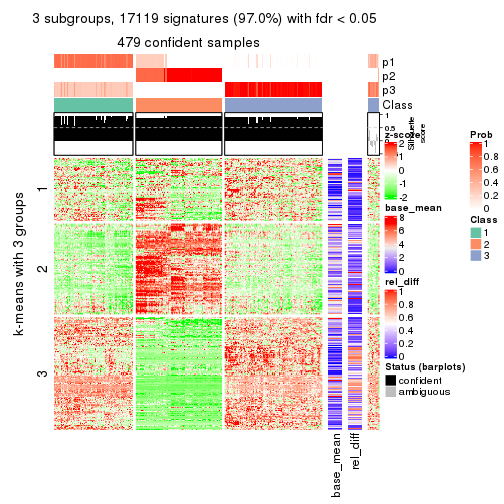 3 subgroups, 17119 signatures (97.0%) with fdr < 0.05
479 confident samples
p1
p2
p3
Class
1
0.5
0
Silhouette
score
k-means with 3 groups
1
2
3
base_mean
rel_diff
z-score
2
1
0
-1
-2
base_mean
8
6
4
2
0
rel_diff
1
0.8
0.6
0.4
0.2
0
Status (barplots)
confident
ambiguous
Prob
1
0.8
0.6
0.4
0.2
0
Class
1
2
3